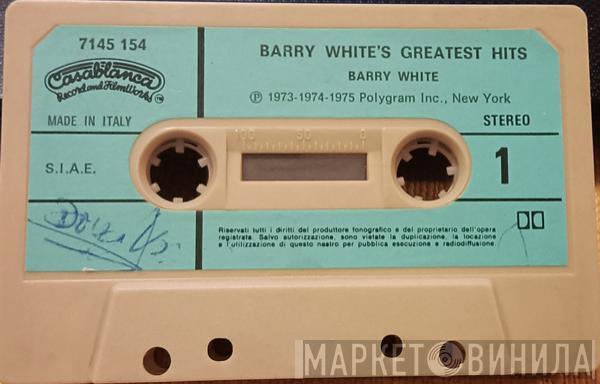 7145 154
BARRY WHITE'S GREATEST HITS
BARRY WHITE
Casablanca
Record and FilmWorks
TM
Ⓟ 1973-1974-1975 Polygram Inc., New York
MADE IN ITALY
STEREO
100 50 0
S.I.A.E.
1
Riservati tutti i diritti del produttore fonografico e del proprietario dell'opera
registrata. Salvo autorizzazione, sono vietate la duplicazione, la locazione
e l'utilizzazione di questo nastro per pubblica esecuzione e radiodiffusione.
МАРКЕТ ВИНИЛА